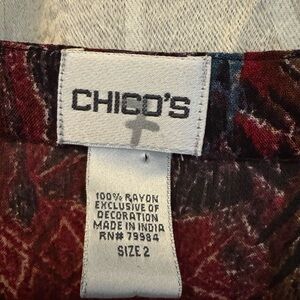 CHICO'S
100% RAYON
EXCLUSIVE OF
DECORATION
MADE IN INDIA
RN# 79984
SIZE 2